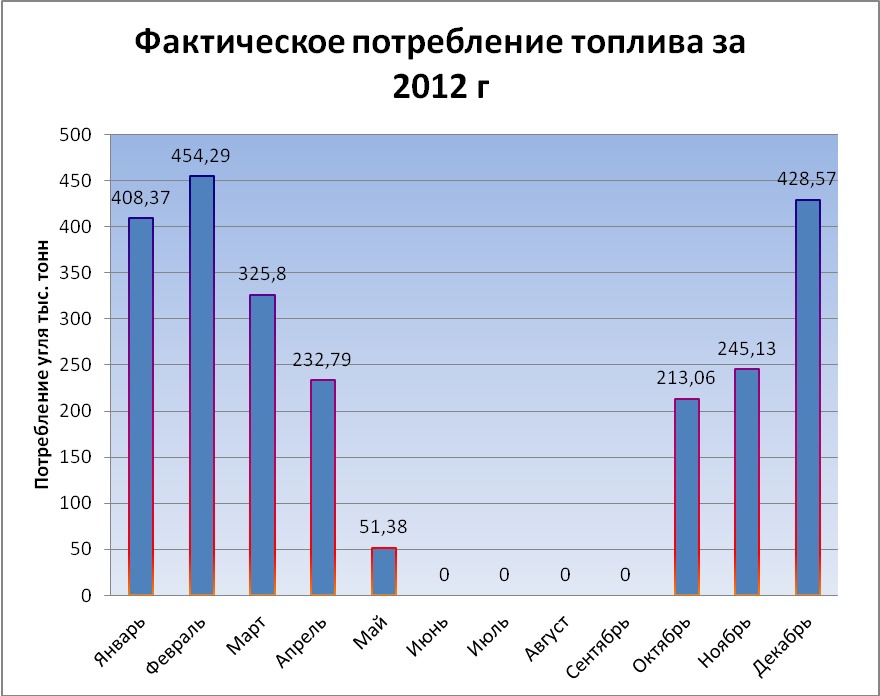 Фактическое потребление топлива за
2012 г
Потребление угля тыс. тонн
500
450
400
350
300
250
200
150
100
50
0
408,37
454,29
325,8
232,79
51,38
0
0
0
0
213,06
245,13
428,57
Январь
Февраль
Март
Апрель
Май
Июнь
Июль
Август
Сентябрь
Октябрь
Ноябрь
Декабрь